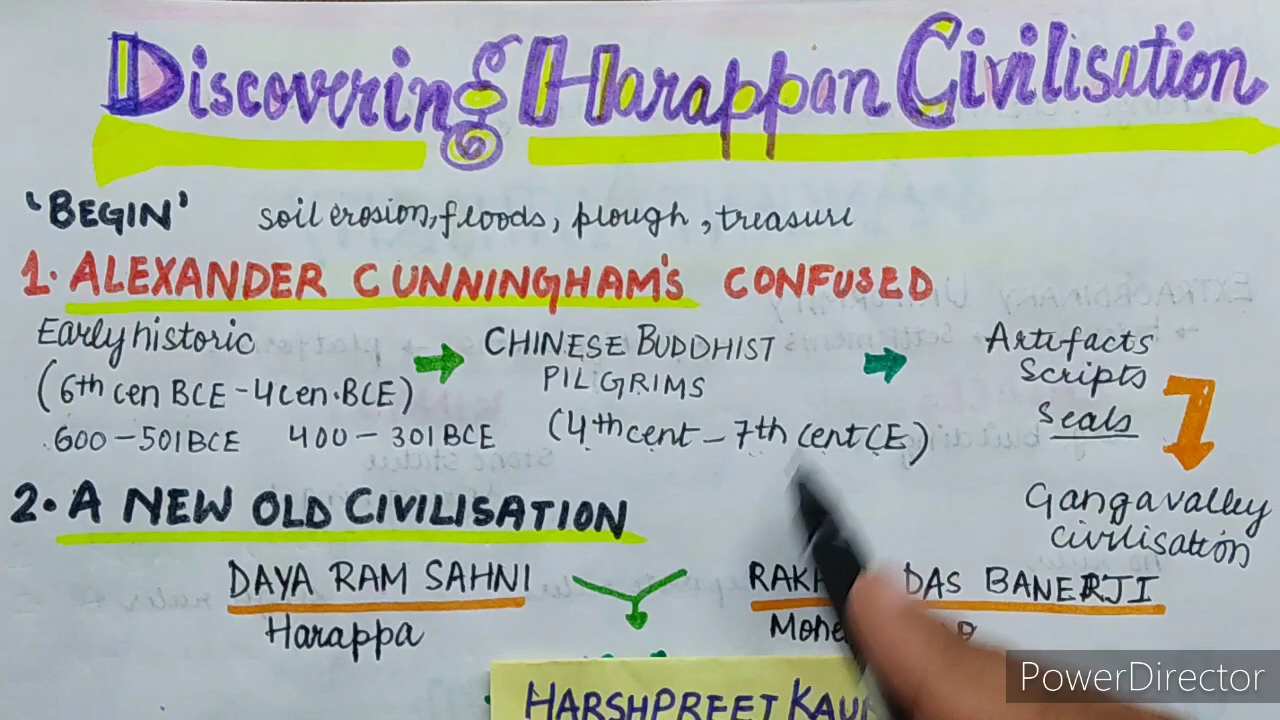 Discovering Harappan Civilisation
'BEGIN' soil erosion, floods, plough, treasure
1. ALEXANDER CUNNINGHAM'S CONFUSED
Early historic
(6th cen BCE - 4 cen. BCE)
600 - 501 BCE 400 - 301 BCE
CHINESE BUDDHIST
PILGRIMS
(4th cent - 7th cent CE)
Artifacts
Scripts
Seals
Ganga valley
civilisation
2. A NEW OLD CIVILISATION
DAYA RAM SAHNI
Harappa
DAS BANERJI
HARSHPREET KAUR
PowerDirector